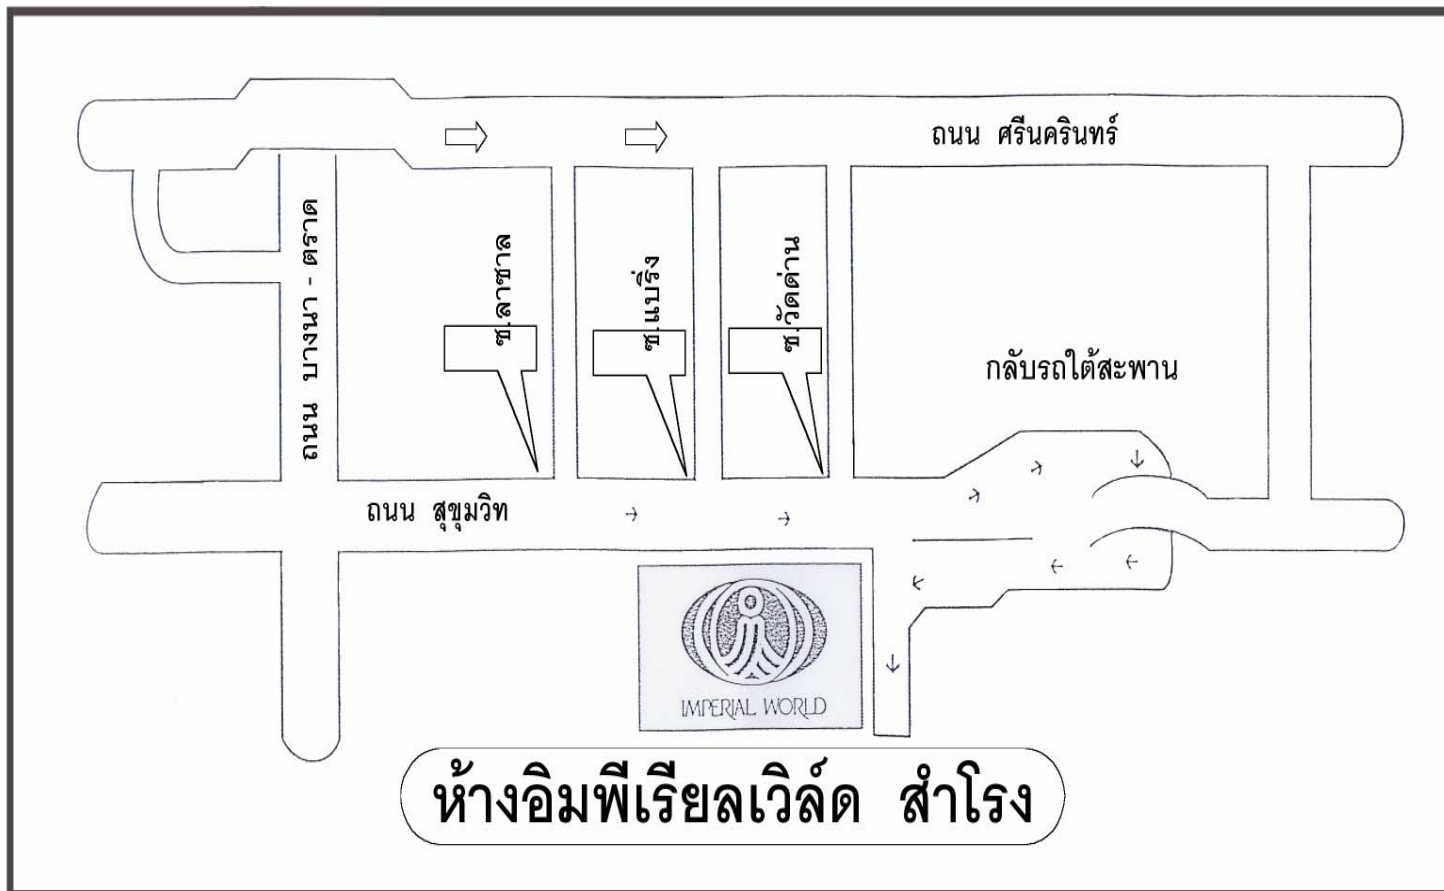 ถนน ศรีนครินทร์
ถนน บางนา - ตราด
ซ.ลาซาล
ซ.แบริ่ง
ซ.วัดด่าน
กลับรถใต้สะพาน
ถนน สุขุมวิท
IMPERIAL WORLD
ห้างอิมพีเรียลเวิล์ด สำโรง